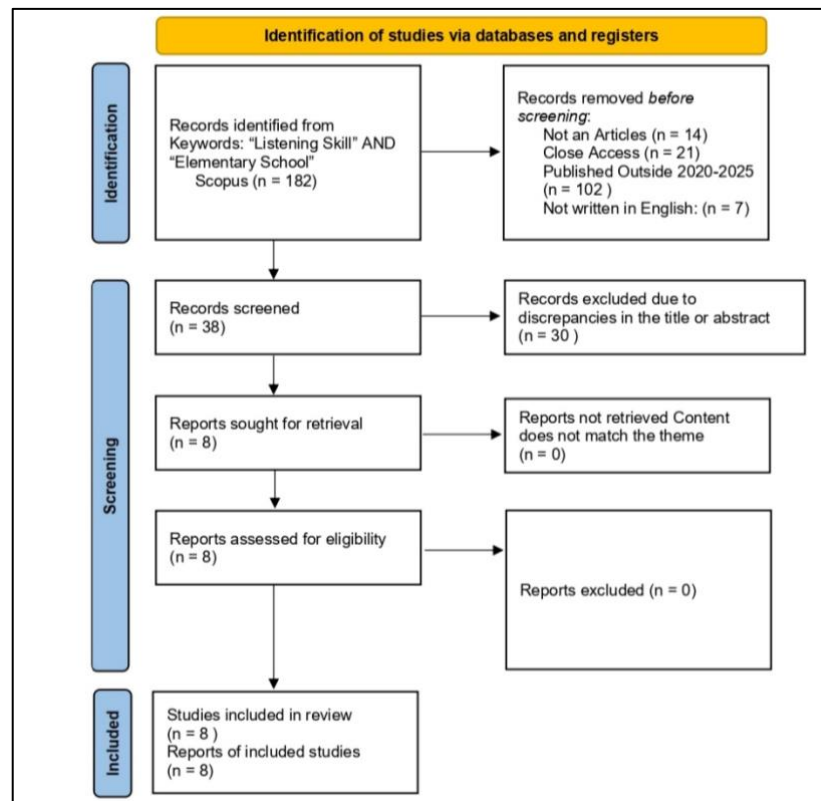 Identification of studies via databases and registers
Identification
Records identified from
Keywords: “Listening Skill” AND
“Elementary School”
Scopus (n = 182)
Records removed before
screening:
Not an Articles (n = 14)
Close Access (n = 21)
Published Outside 2020-2025
(n = 102 )
Not written in English: (n = 7)
Screening
Records screened
(n = 38)
Records excluded due to
discrepancies in the title or abstract
(n = 30 )
Reports sought for retrieval
(n = 8)
Reports not retrieved Content
does not match the theme
(n = 0)
Reports assessed for eligibility
(n = 8)
Reports excluded (n = 0)
Included
Studies included in review
(n = 8 )
Reports of included studies
(n = 8)